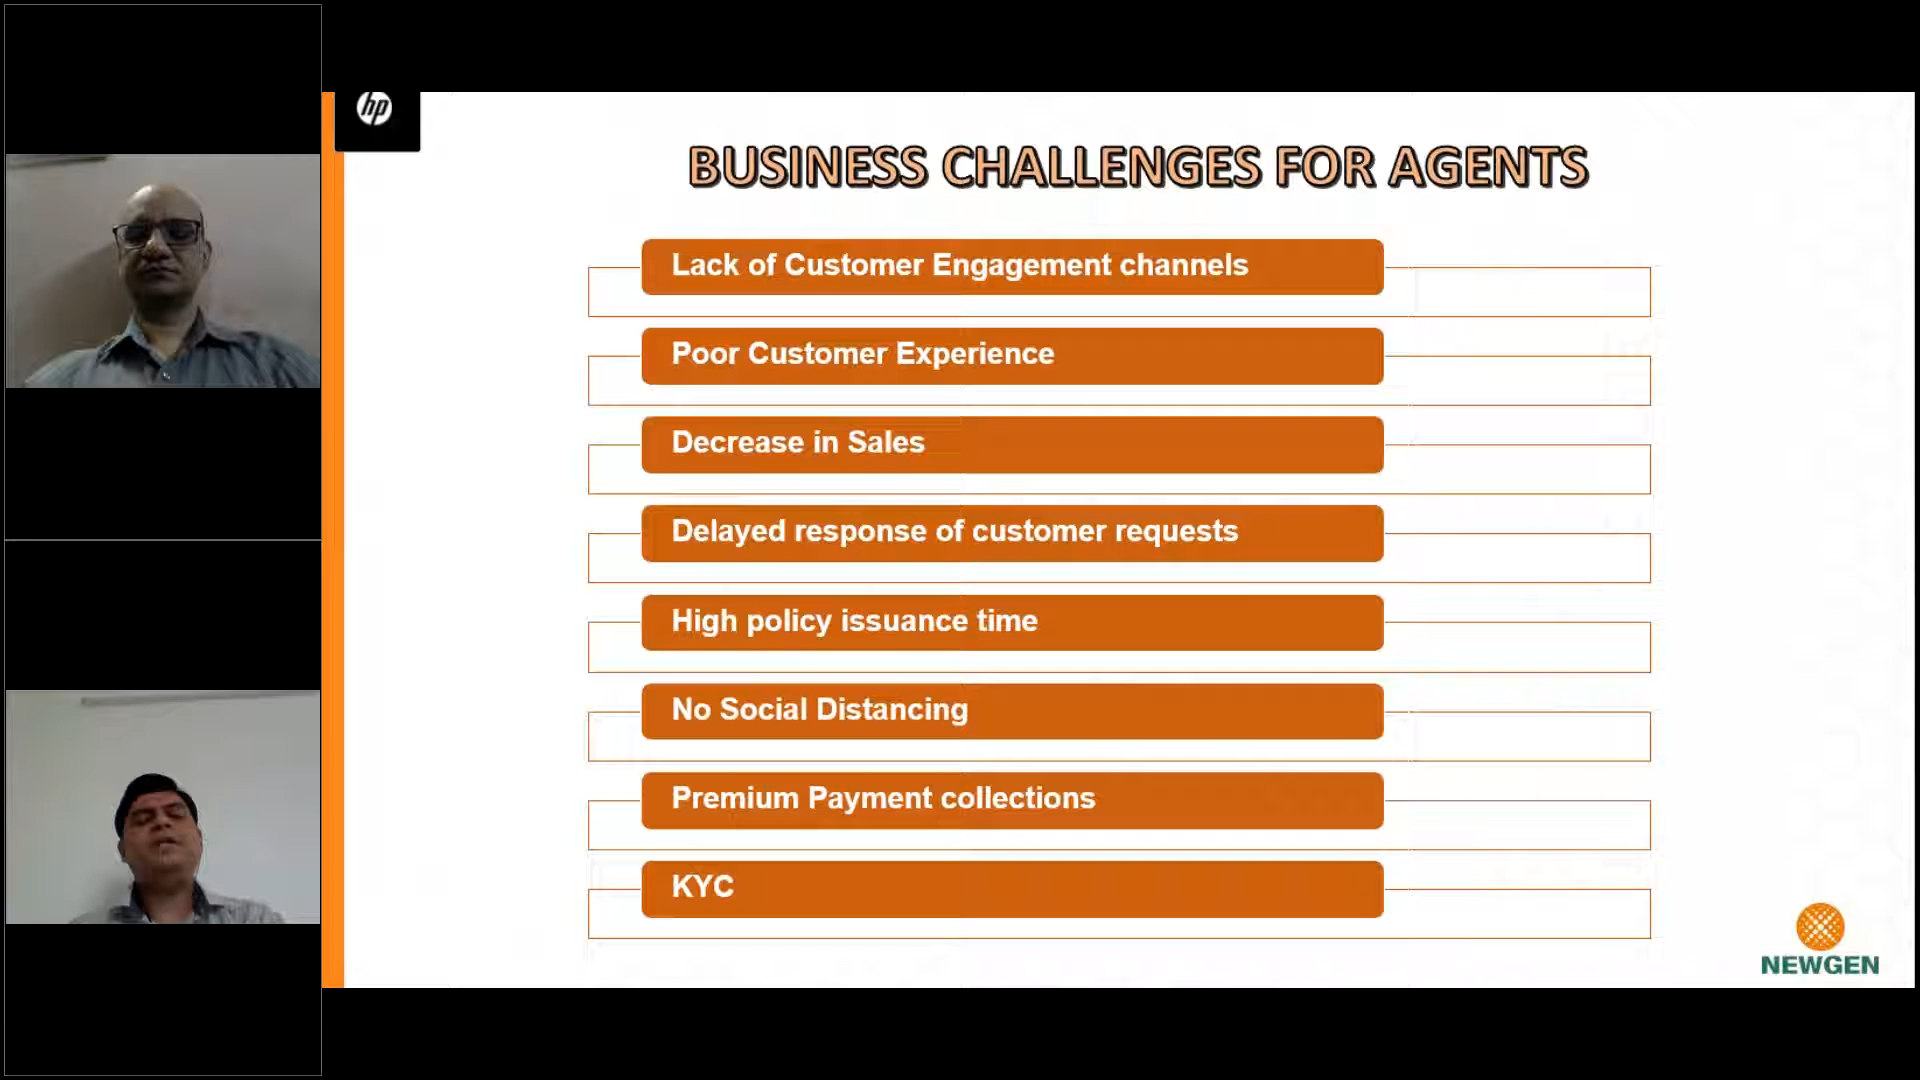 hp
BUSINESS CHALLENGES FOR AGENTS
Lack of Customer Engagement channels
Poor Customer Experience
Decrease in Sales
Delayed response of customer requests
High policy issuance time
No Social Distancing
Premium Payment collections
KYC
NEWGEN